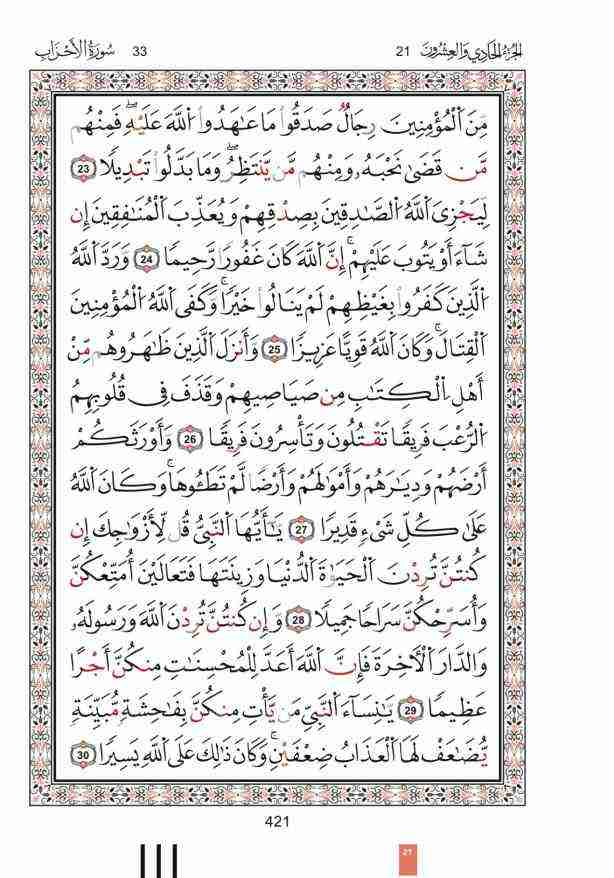 الجزء الحادي والعشرون 21 33 سورة الأحزاب
مِّنَ ٱلْمُؤْمِنِينَ رِجَالٌ صَدَقُوا۟ مَا عَـٰهَدُوا۟ ٱللَّهَ عَلَيْهِ ۖ فَمِنْهُم
مَّن قَضَىٰ نَحْبَهُۥ وَمِنْهُم مَّن يَنتَظِرُ ۖ وَمَا بَدَّلُوا۟ تَبْدِيلًا 23
لِّيَجْزِىَ ٱللَّهُ ٱلصَّـٰدِقِينَ بِصِدْقِهِمْ وَيُعَذِّبَ ٱلْمُنَـٰفِقِينَ إِن
شَآءَ أَوْ يَتُوبَ عَلَيْهِمْ ۚ إِنَّ ٱللَّهَ كَانَ غَفُورًا رَّحِيمًا 24 وَرَدَّ ٱللَّهُ
ٱلَّذِينَ كَفَرُوا۟ بِغَيْظِهِمْ لَمْ يَنَالُوا۟ خَيْرًا ۚ وَكَفَى ٱللَّهُ ٱلْمُؤْمِنِينَ
ٱلْقِتَالَ ۚ وَكَانَ ٱللَّهُ قَوِيًّا عَزِيزًا 25 وَأَنزَلَ ٱلَّذِينَ ظَـٰهَرُوهُم مِّنْ
أَهْلِ ٱلْكِتَـٰبِ مِن صَيَاصِيهِمْ وَقَذَفَ فِى قُلُوبِهِمُ
ٱلرُّعْبَ فَرِيقًا تَقْتُلُونَ وَتَأْسِرُونَ فَرِيقًا 26 وَأَوْرَثَكُمْ
أَرْضَهُمْ وَدِيَـٰرَهُمْ وَأَمْوَٰلَهُمْ وَأَرْضًا لَّمْ تَطَـُٔوهَا ۚ وَكَانَ ٱللَّهُ
عَلَىٰ كُلِّ شَىْءٍ قَدِيرًا 27 يَـٰٓأَيُّهَا ٱلنَّبِىُّ قُل لِّأَزْوَٰجِكَ إِن
كُنتُنَّ تُرِدْنَ ٱلْحَيَوٰةَ ٱلدُّنْيَا وَزِينَتَهَا فَتَعَالَيْنَ أُمَتِّعْكُنَّ
وَأُسَرِّحْكُنَّ سَرَاحًا جَمِيلًا 28 وَإِن كُنتُنَّ تُرِدْنَ ٱللَّهَ وَرَسُولَهُۥ
وَٱلدَّارَ ٱلْـَٔاخِرَةَ فَإِنَّ ٱللَّهَ أَعَدَّ لِلْمُحْسِنَـٰتِ مِنكُنَّ أَجْرًا
عَظِيمًا 29 يَـٰنِسَآءَ ٱلنَّبِىِّ مَن يَأْتِ مِنكُنَّ بِفَـٰحِشَةٍ مُّبَيِّنَةٍ
يُضَـٰعَفْ لَهَا ٱلْعَذَابُ ضِعْفَيْنِ ۚ وَكَانَ ذَٰلِكَ عَلَى ٱللَّهِ يَسِيرًا 30
421
21